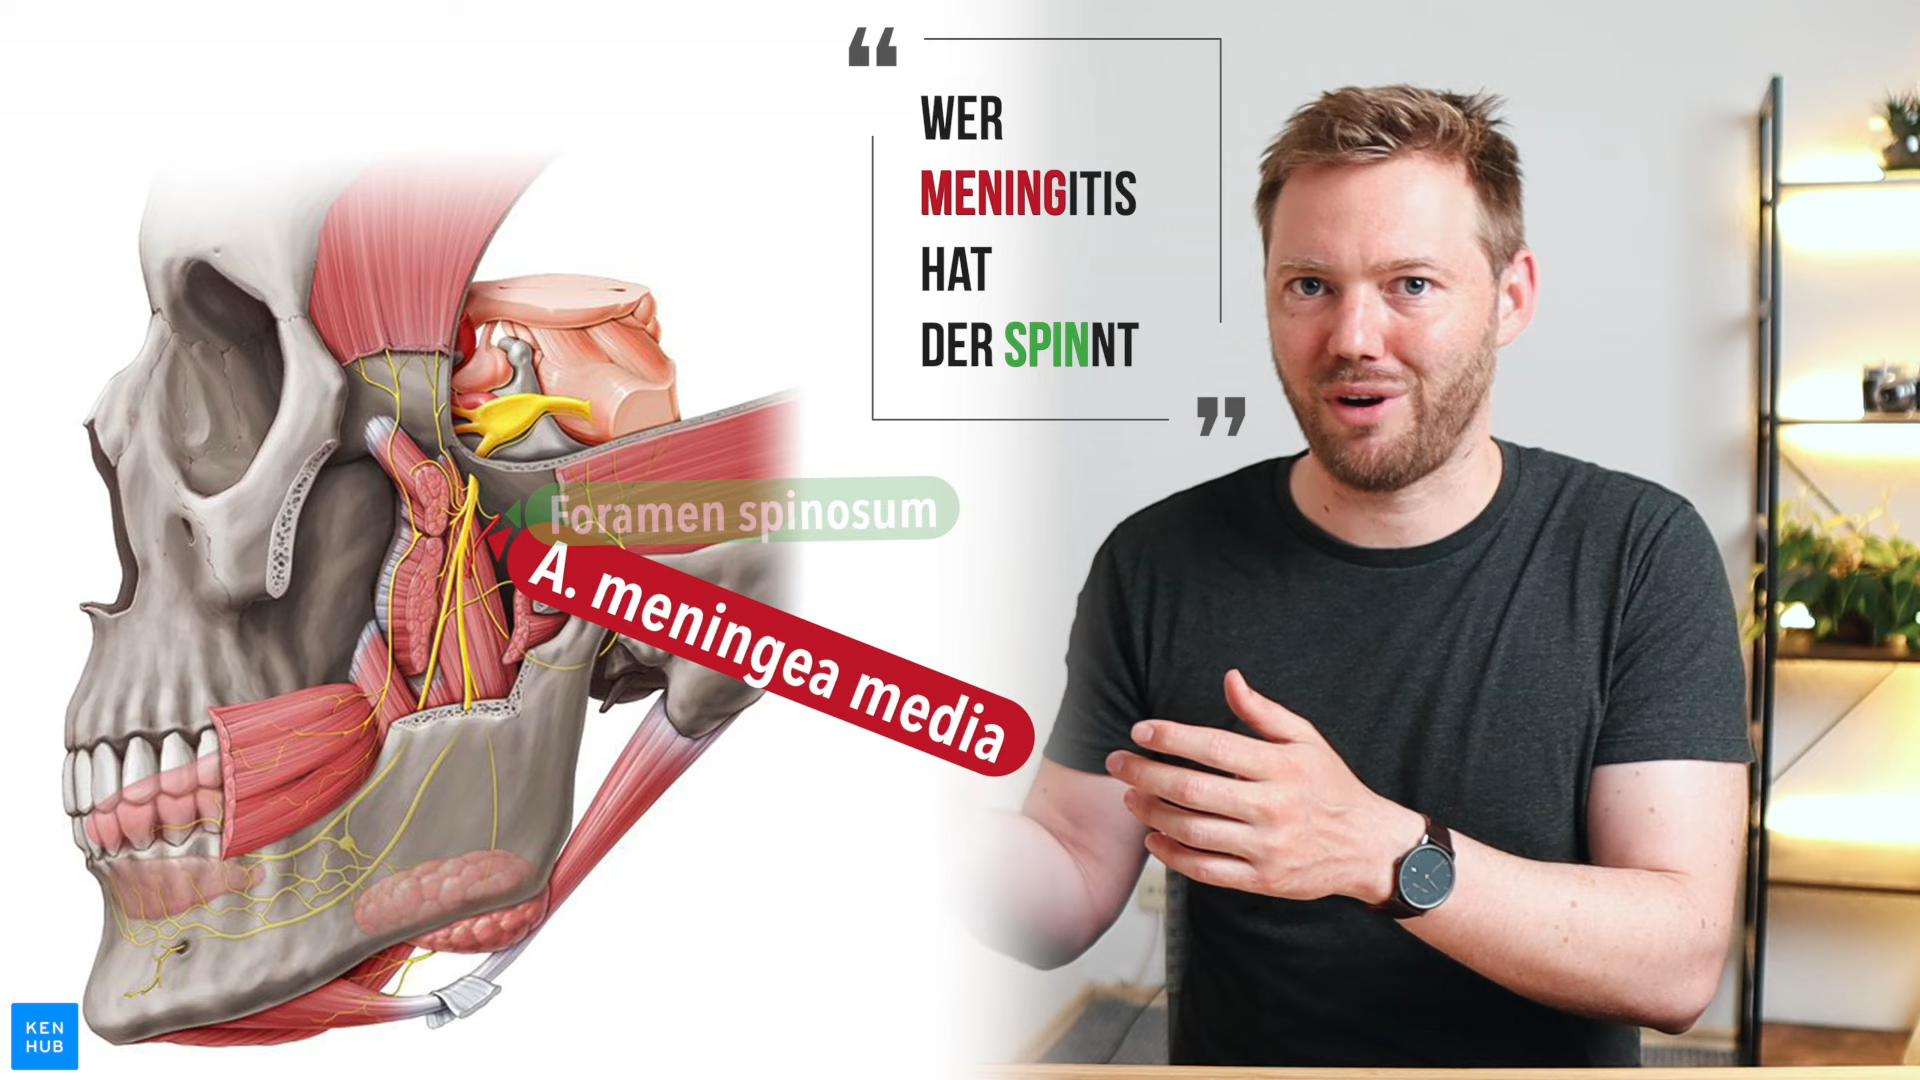 “
WER
MENINGITIS
HAT
DER SPINNT
”
Foramen spinosum
A. meningea media
KEN
HUB